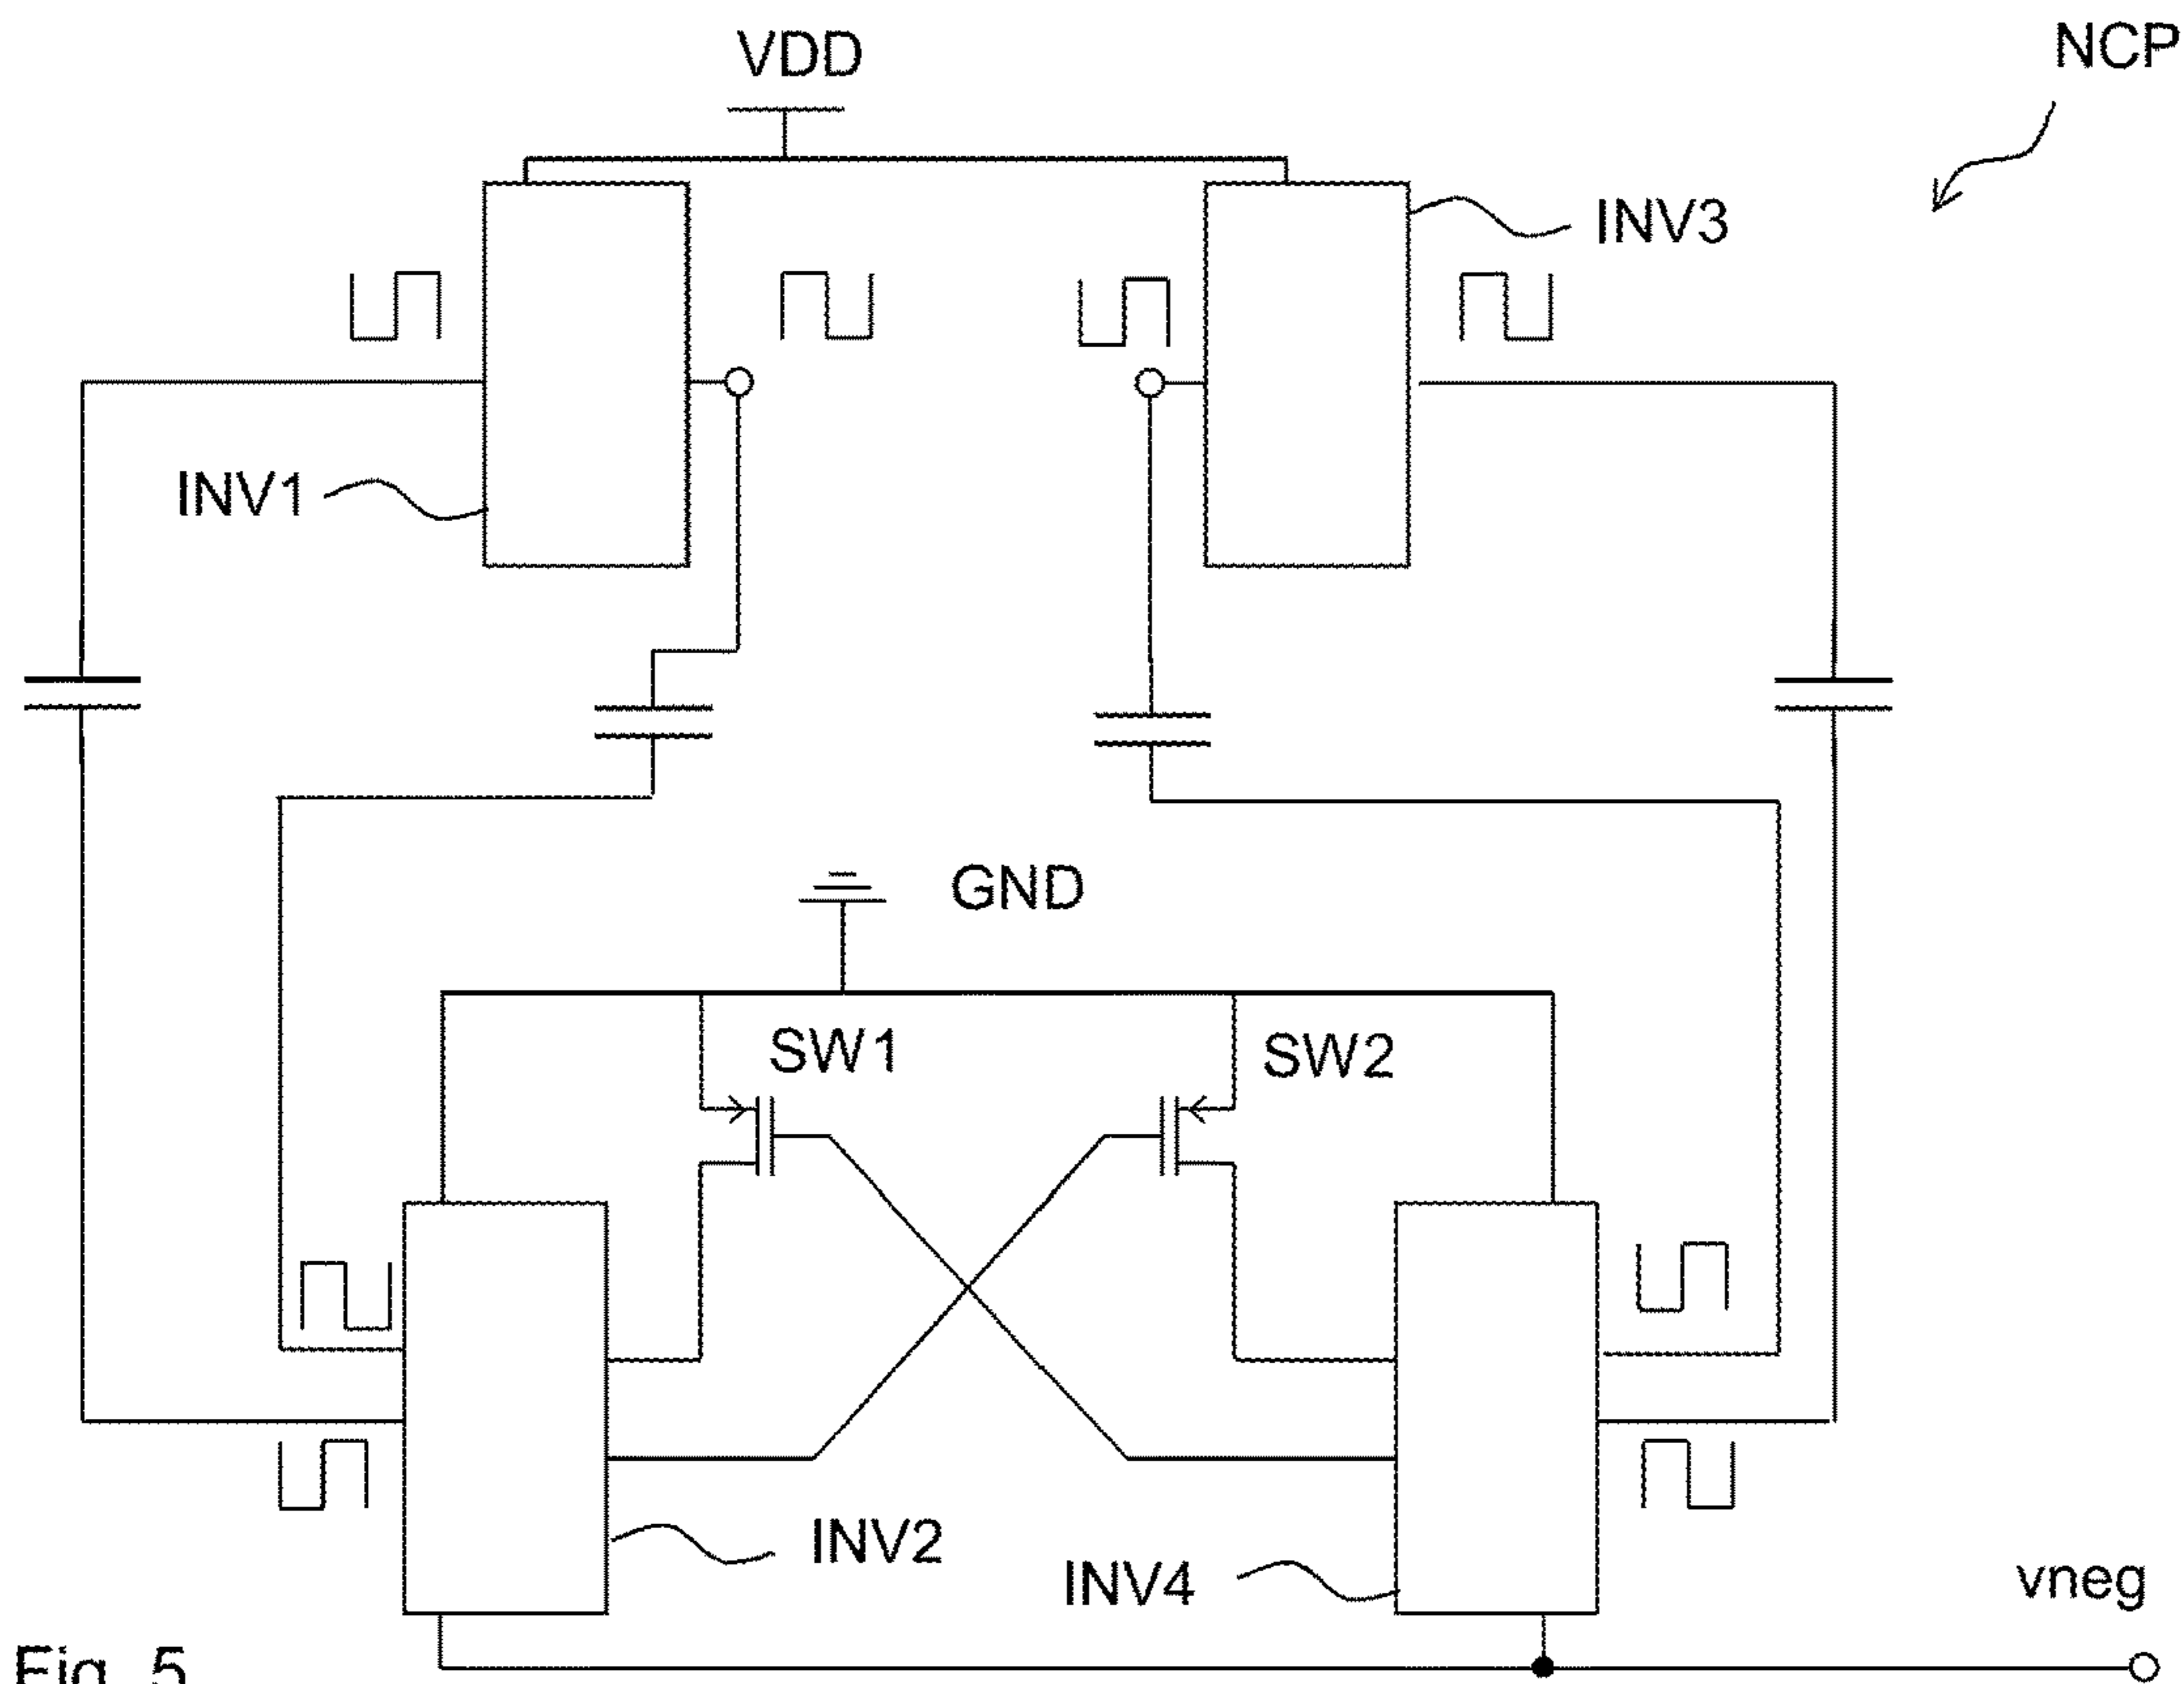 VDD
NCP
INV3
INV1
GND
SW1
SW2
INV2
INV4
vneg
Fig. 5